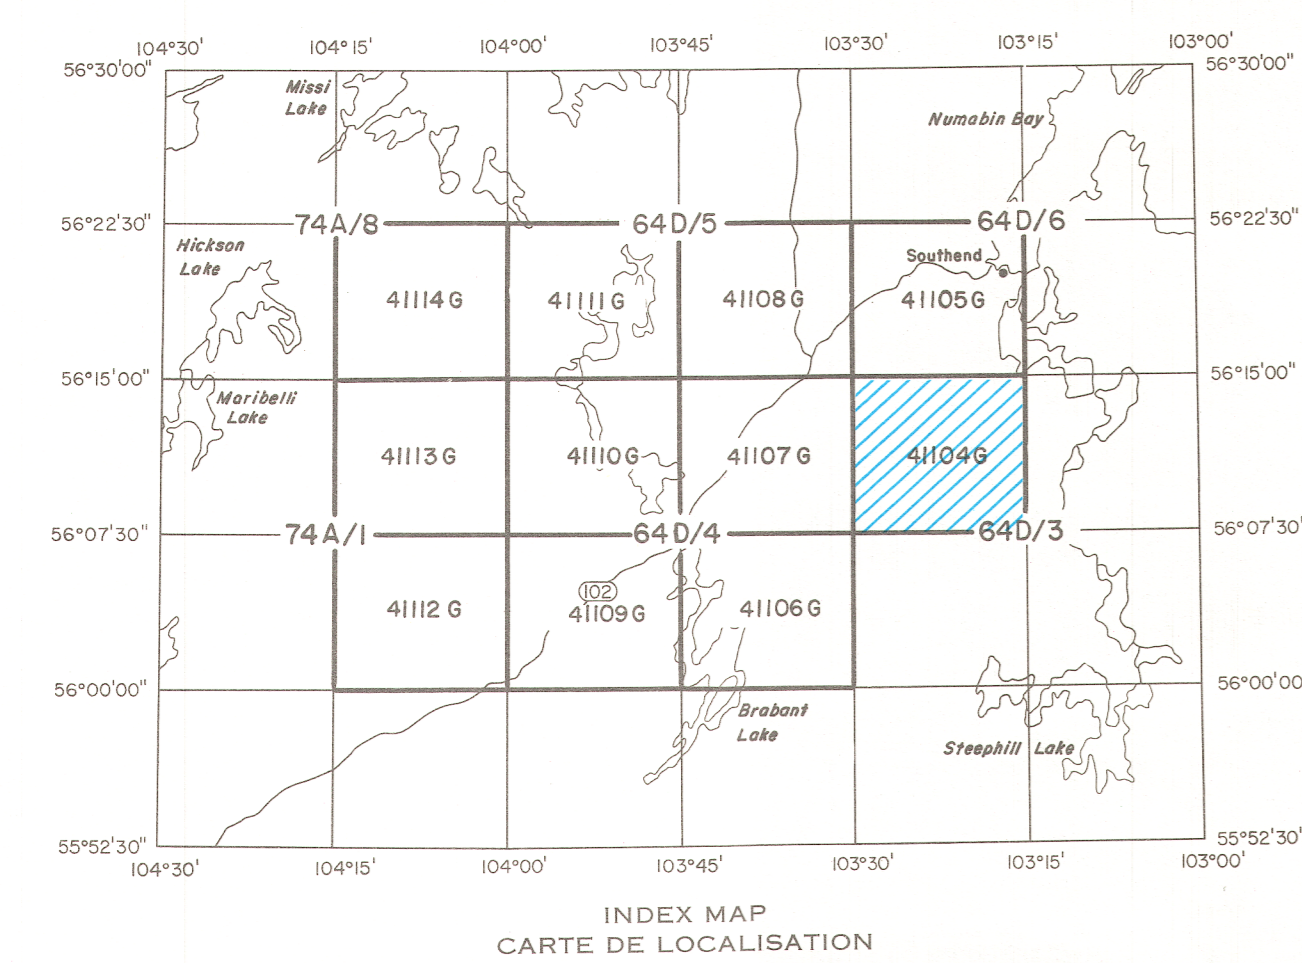 104°30' 104°15' 104°00' 103°45' 103°30' 103°15' 103°00'
56°30'00" 56°30'00"
Missi
Lake
Numabin Bay
56°22'30" 74A/8 64D/5 64D/6 56°22'30"
Hickson
Lake
Southend
41114G 41111G 41108G 41105G
56°15'00" 56°15'00"
Maribelli
Lake
41113G 41110G 41107G 41104G
56°07'30" 74A/1 64D/4 64D/3 56°07'30
102
41112G 41109G 41106G
56°00'00" 56°00'00
Brabant
Lake
Steephill Lake
55°52'30" 55°52'30'
104°30' 104°15' 104°00' 103°45' 103°30' 103°15' 103°00'
INDEX MAP
CARTE DE LOCALISATION